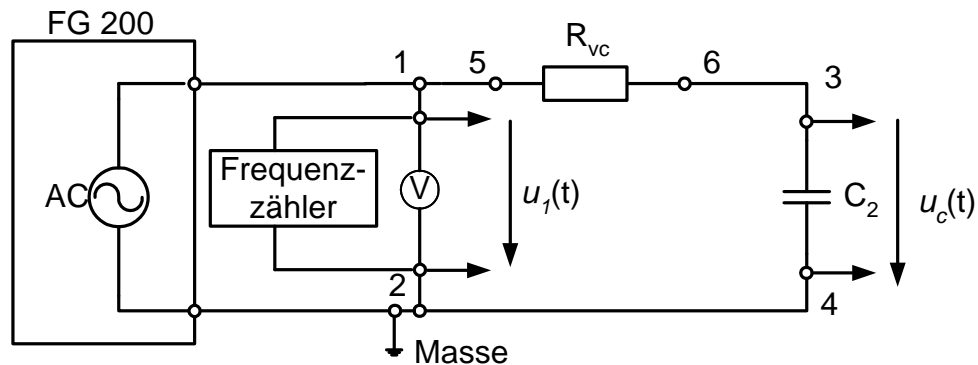 FG 200
AC
Frequenz-
zähler
V
1
5
R_vc
6
3
u_1(t)
C_2
u_c(t)
2
4
Masse